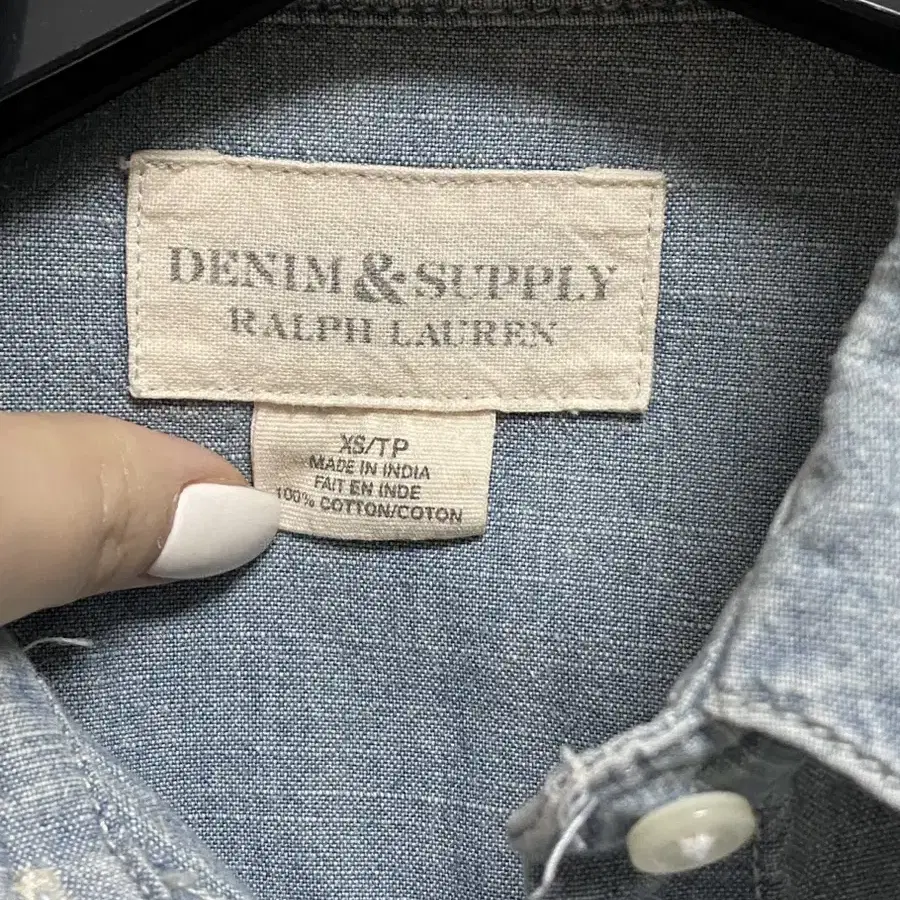 DENIM & SUPPLY
RALPH LAUREN
XS/TP
MADE IN INDIA
FAIT EN INDE
100% COTTON/COTON